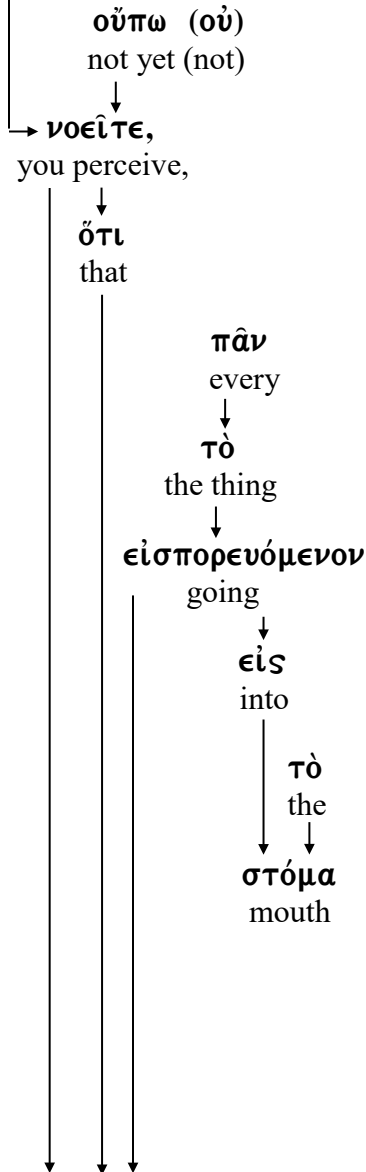 οὔπω (οὐ)
not yet (not)
νοεῖτε,
you perceive,
ὅτι
that
πᾶν
every
τὸ
the thing
εἰσπορευόμενον
going
εἰς
into
τὸ
the
στόμα
mouth